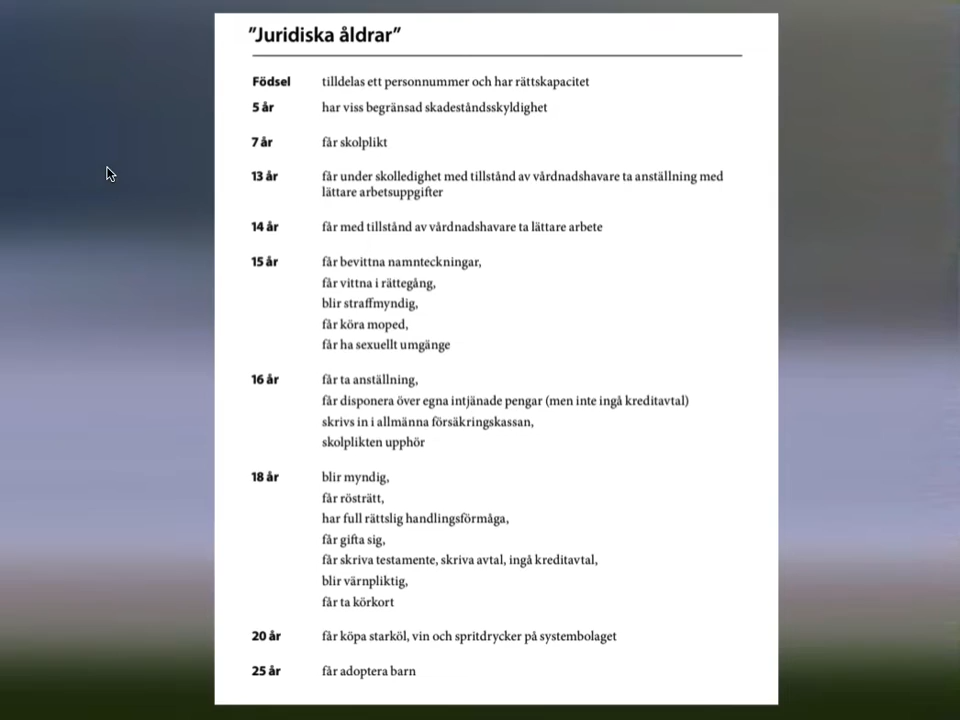 "Juridiska åldrar"
Födsel tilldelas ett personnummer och har rättskapacitet
5 år har viss begränsad skadeståndsskyldighet
7 år får skolplikt
13 år får under skolledighet med tillstånd av vårdnadshavare ta anställning med
lättare arbetsuppgifter
14 år får med tillstånd av vårdnadshavare ta lättare arbete
15 år får bevittna namnteckningar,
får vittna i rättegång,
blir straffmyndig,
får köra moped,
får ha sexuellt umgänge
16 år får ta anställning,
får disponera över egna intjänade pengar (men inte ingå kreditavtal)
skrivs in i allmänna försäkringskassan,
skolplikten upphör
18 år blir myndig,
får rösträtt,
har full rättslig handlingsförmåga,
får gifta sig,
får skriva testamente, skriva avtal, ingå kreditavtal,
blir värnpliktig,
får ta körkort
20 år får köpa starköl, vin och spritdrycker på systembolaget
25 år får adoptera barn